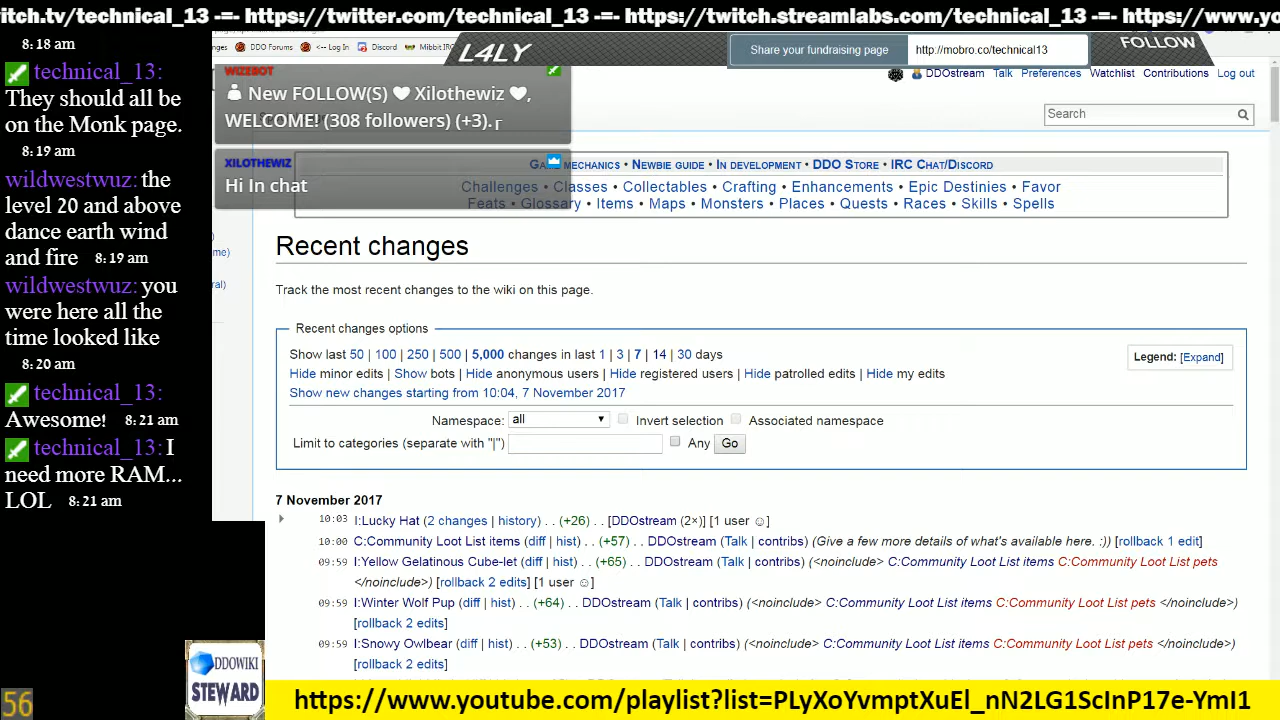 itch.tv/technical_13 -=- https://twitter.com/technical_13 -=- https://twitch.streamlabs.com/technical_13 -=- https://www.yo
8:18 am
technical_13:
They should all be
on the Monk page.
8:19 am
wildwestwuz: the
level 20 and above
dance earth wind
and fire 8:19 am
wildwestwuz: you
were here all the
time looked like
8:20 am
technical_13:
Awesome! 8:21 am
technical_13: I
need more RAM...
LOL 8:21 am
nges DDO Forums <-- Log In Discord Mibbit IRC
L4LY
Share your fundraising page http://mobro.co/technical13
FOLLOW
DDOstream Talk Preferences Watchlist Contributions Log out
WIZEBOT
New FOLLOW(S) ♥ Xilothewiz ♥,
WELCOME! (308 followers) (+3).
XILOTHEWIZ
Hi In chat
Search
Game mechanics • Newbie guide • In development • DDO Store • IRC Chat/Discord
Challenges • Classes • Collectables • Crafting • Enhancements • Epic Destinies • Favor
Feats • Glossary • Items • Maps • Monsters • Places • Quests • Races • Skills • Spells
)
me)
ral)
Recent changes
Track the most recent changes to the wiki on this page.
Recent changes options
Show last 50 | 100 | 250 | 500 | 5,000 changes in last 1 | 3 | 7 | 14 | 30 days
Legend: [Expand]
Hide minor edits | Show bots | Hide anonymous users | Hide registered users | Hide patrolled edits | Hide my edits
Show new changes starting from 10:04, 7 November 2017
Namespace: all Invert selection Associated namespace
Limit to categories (separate with "|") Any Go
7 November 2017
10:03 I:Lucky Hat (2 changes | history) . . (+26) . . [DDOstream (2×)] [1 user ☺]
10:00 C:Community Loot List items (diff | hist) . . (+57) . . DDOstream (Talk | contribs) (Give a few more details of what's available here. :)) [rollback 1 edit]
09:59 I:Yellow Gelatinous Cube-let (diff | hist) . . (+65) . . DDOstream (Talk | contribs) (<noinclude> C:Community Loot List items C:Community Loot List pets
</noinclude>) [rollback 2 edits] [1 user ☺]
09:59 I:Winter Wolf Pup (diff | hist) . . (+64) . . DDOstream (Talk | contribs) (<noinclude> C:Community Loot List items C:Community Loot List pets </noinclude>)
[rollback 2 edits]
09:59 I:Snowy Owlbear (diff | hist) . . (+53) . . DDOstream (Talk | contribs) (<noinclude> C:Community Loot List items C:Community Loot List pets </noinclude>)
[rollback 2 edits]
DDOWIKI
STEWARD
56
https://www.youtube.com/playlist?list=PLyXoYvmptXuEl_nN2LG1ScInP17e-YmI1